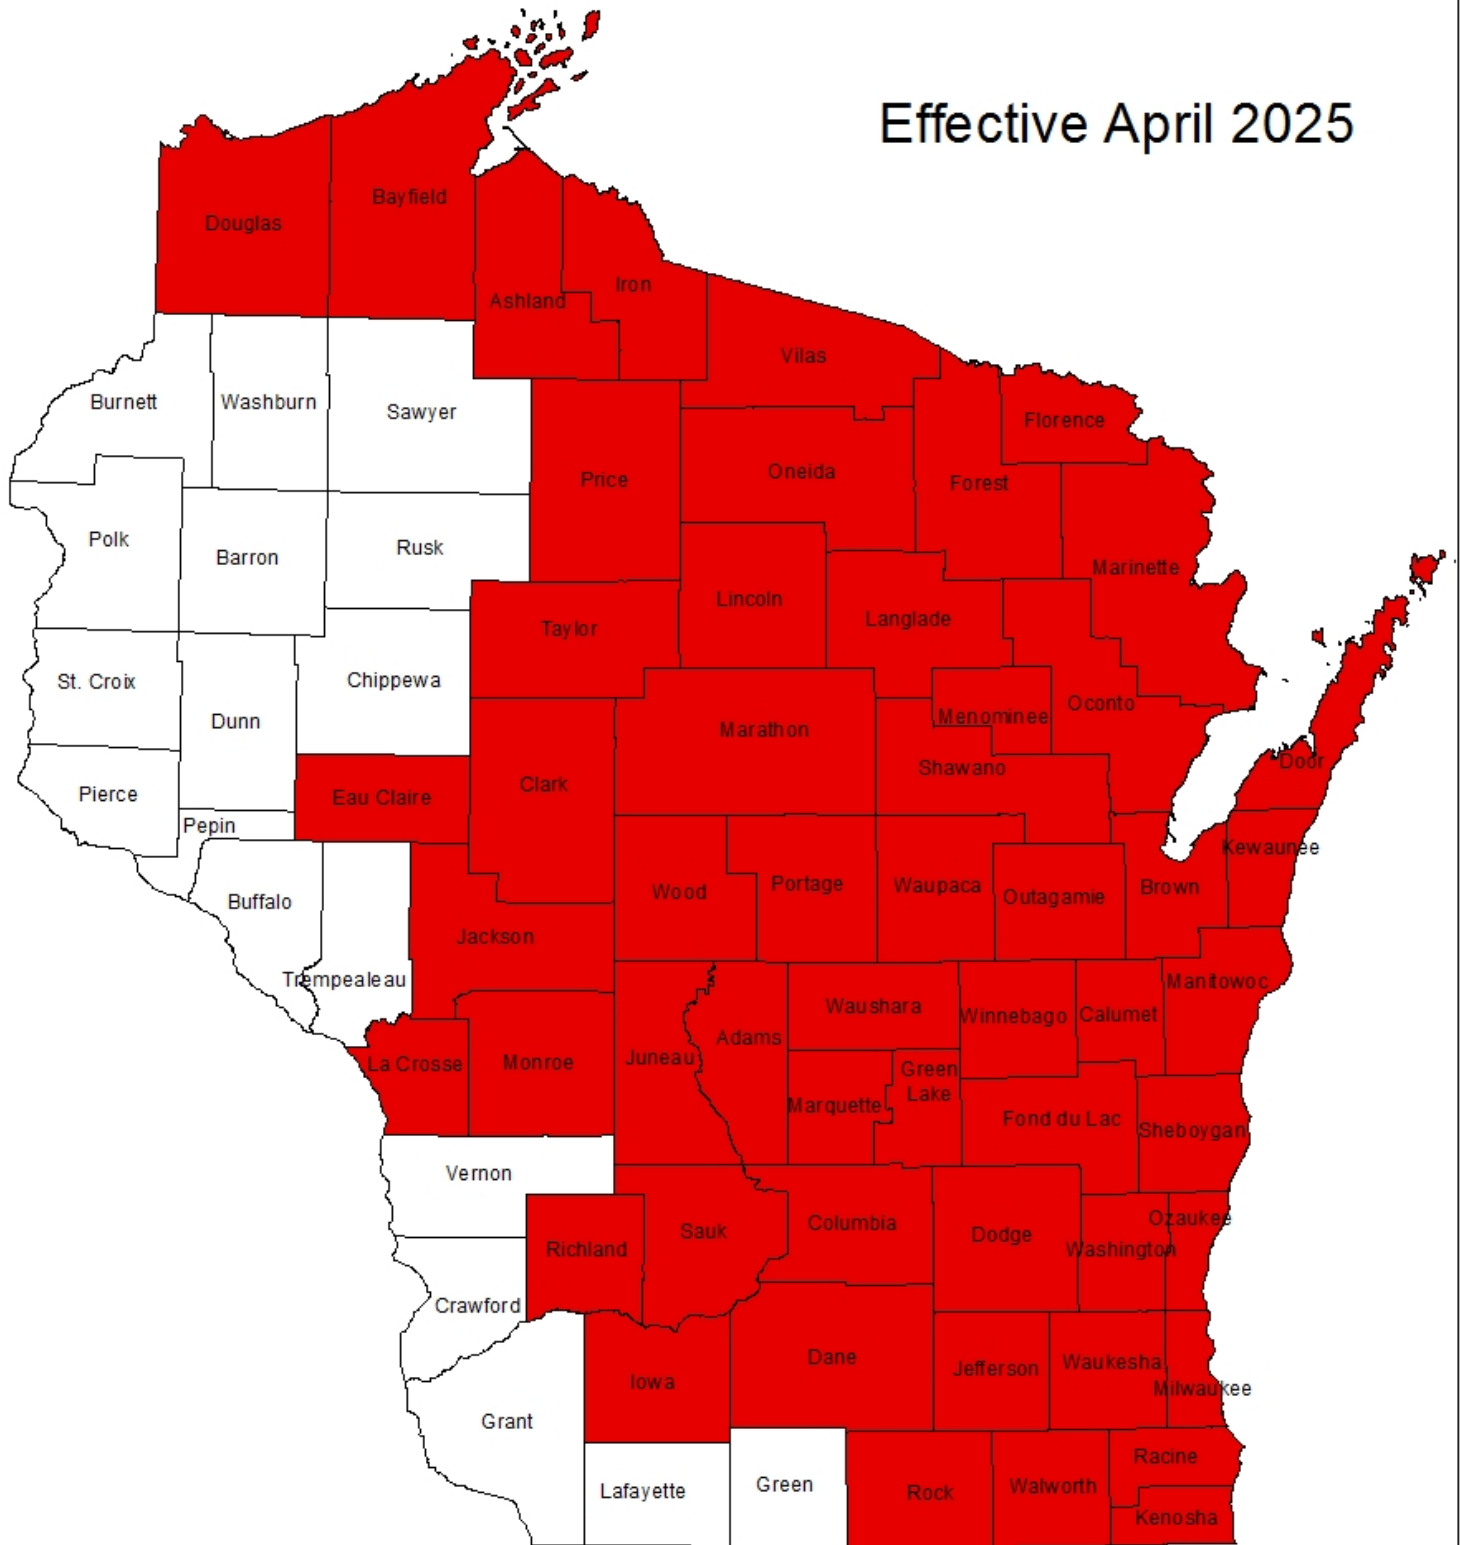 Effective April 2025
Bayfield
Douglas
Iron
Ashland
Vilas
Burnett
Washburn
Sawyer
Florence
Oneida
Price
Forest
Polk
Rusk
Barron
Marinette
Lincoln
Langlade
Taylor
St. Croix
Chippewa
Oconto
Menominee
Dunn
Marathon
Door
Shawano
Clark
Pierce
Eau Claire
Pepin
Kewaunee
Portage
Waupaca
Brown
Wood
Outagamie
Buffalo
Jackson
Trempealeau
Manitowoc
Waushara
Winnebago
Calumet
Adams
Juneau
La Crosse
Monroe
Green
Lake
Marquette
Fond du Lac
Sheboygan
Vernon
Ozaukee
Columbia
Sauk
Dodge
Richland
Washington
Crawford
Dane
Waukesha
Jefferson
Iowa
Milwaukee
Grant
Racine
Green
Walworth
Lafayette
Rock
Kenosha